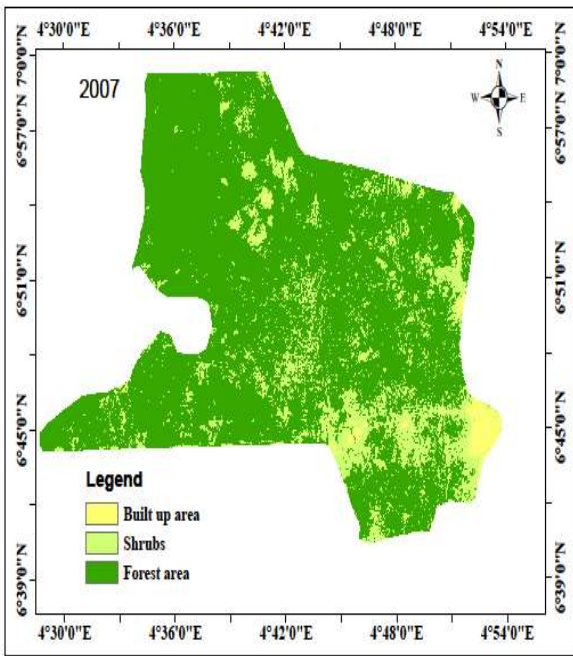 4°30'0"E 4°36'0"E 4°42'0"E 4°48'0"E 4°54'0"E
7°0'0"N 7°0'0"N
2007
N
W E
S
6°57'0"N 6°57'0"N
6°51'0"N 6°51'0"N
6°45'0"N 6°45'0"N
Legend
Built up area
Shrubs
Forest area
6°39'0"N 6°39'0"N
4°30'0"E 4°36'0"E 4°42'0"E 4°48'0"E 4°54'0"E